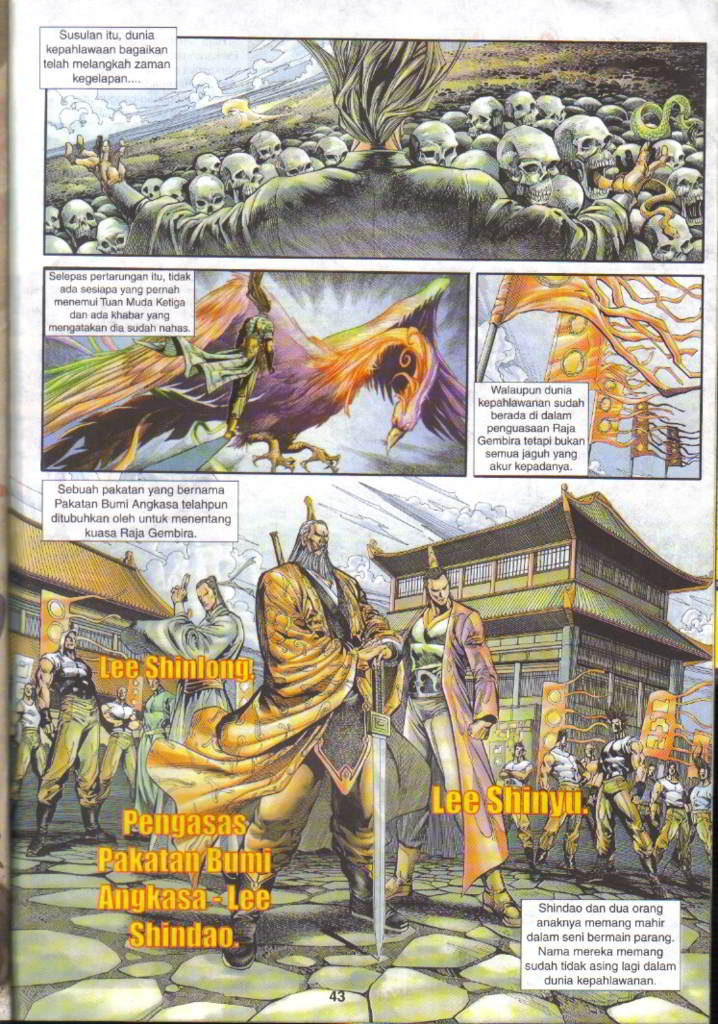 Susulan itu, dunia
kepahlawaan bagaikan
telah melangkah zaman
kegelapan....
Selepas pertarungan itu, tidak
ada sesiapa yang pernah
menemui Tuan Muda Ketiga
dan ada khabar yang
mengatakan dia sudah nahas.
Walaupun dunia
kepahlawanan sudah
berada di dalam
penguasaan Raja
Gembira tetapi bukan
semua jaguh yang
akur kepadanya.
Sebuah pakatan yang bernama
Pakatan Bumi Angkasa telahpun
ditubuhkan oleh untuk menentang
kuasa Raja Gembira.
Lee Shinlong.
Lee Shinyu.
Pengasas
Pakatan Bumi
Angkasa - Lee
Shindao.
Shindao dan dua orang
anaknya memang mahir
dalam seni bermain parang.
Nama mereka memang
sudah tidak asing lagi dalam
dunia kepahlawanan.
43